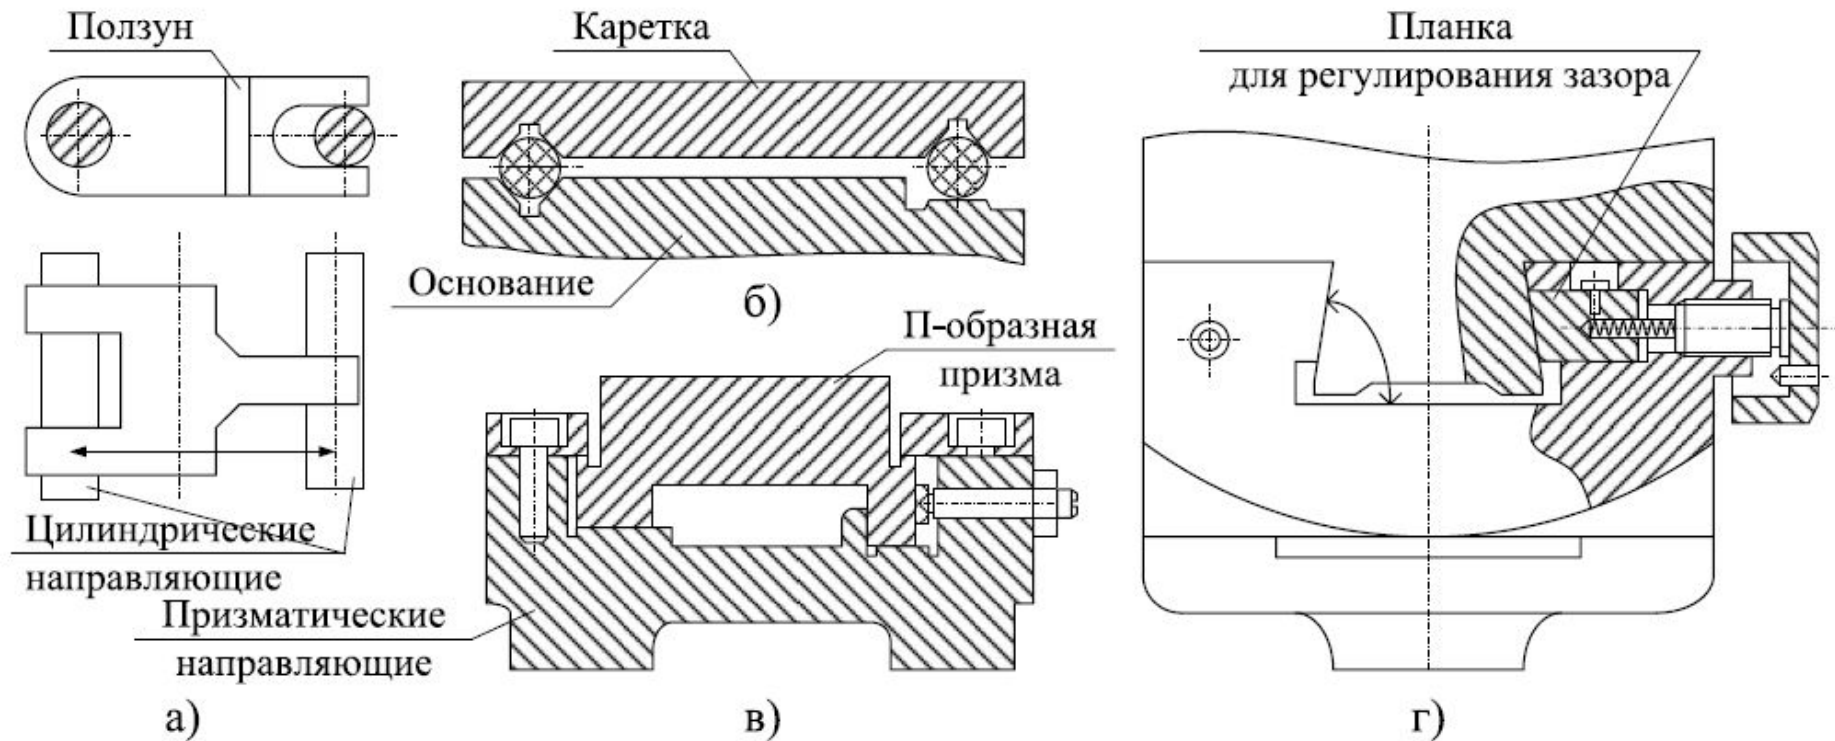 Ползун
Каретка
Планка
для регулирования зазора
Основание
б)
П-образная
призма
Цилиндрические
направляющие
Призматические
направляющие
а)
в)
г)